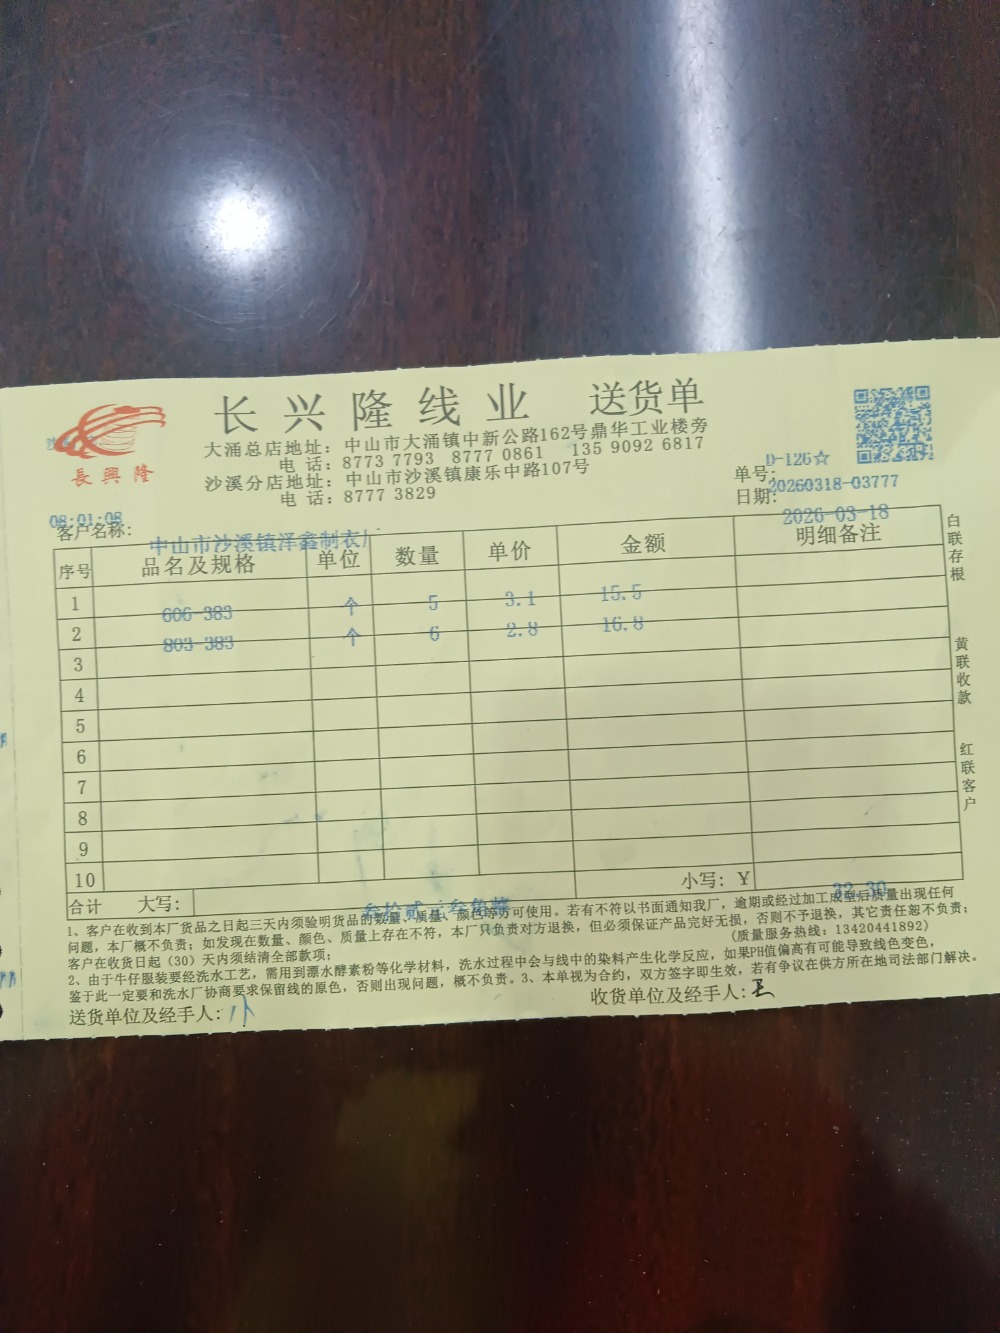 长兴隆线业 送货单
長興隆
大涌总店地址：中山市大涌镇中新公路162号鼎华工业楼旁
电 话：8773 7793 8777 0861 135 9092 6817
沙溪分店地址：中山市沙溪镇康乐中路107号
电 话：8777 3829
D-126☆
单号：20260318-03777
日期：2026-03-18
08:01:08
客户名称：中山市沙溪镇泽鑫制衣厂
序号 品名及规格 单位 数量 单价 金额 明细备注
1 606-383 个 5 3.1 15.5
2 803-383 个 6 2.8 16.8
3
4
5
6
7
8
9
10
合计 大写：叁拾贰元叁角整 小写：¥ 32.30
白联存根
黄联收款
红联客户
1、客户在收到本厂货品之日起三天内须验明货品的数量、质量、颜色等方可使用。若有不符以书面通知我厂，逾期或经过加工成型后质量出现任何
问题，本厂概不负责；如发现在数量、颜色、质量上存在不符，本厂只负责对方退换，但必须保证产品完好无损，否则不予退换，其它责任恕不负责；
客户在收货日起（30）天内须结清全部款项；（质量服务热线：13420441892）
2、由于牛仔服装要经洗水工艺，需用到漂水酵素粉等化学材料，洗水过程中会与线中的染料产生化学反应，如果PH值偏高有可能导致线色变色，
鉴于此一定要和洗水厂协商要求保留线的原色，否则出现问题，概不负责。3、本单视为合约，双方签字即生效，若有争议在供方所在地司法部门解决。
送货单位及经手人：
收货单位及经手人：